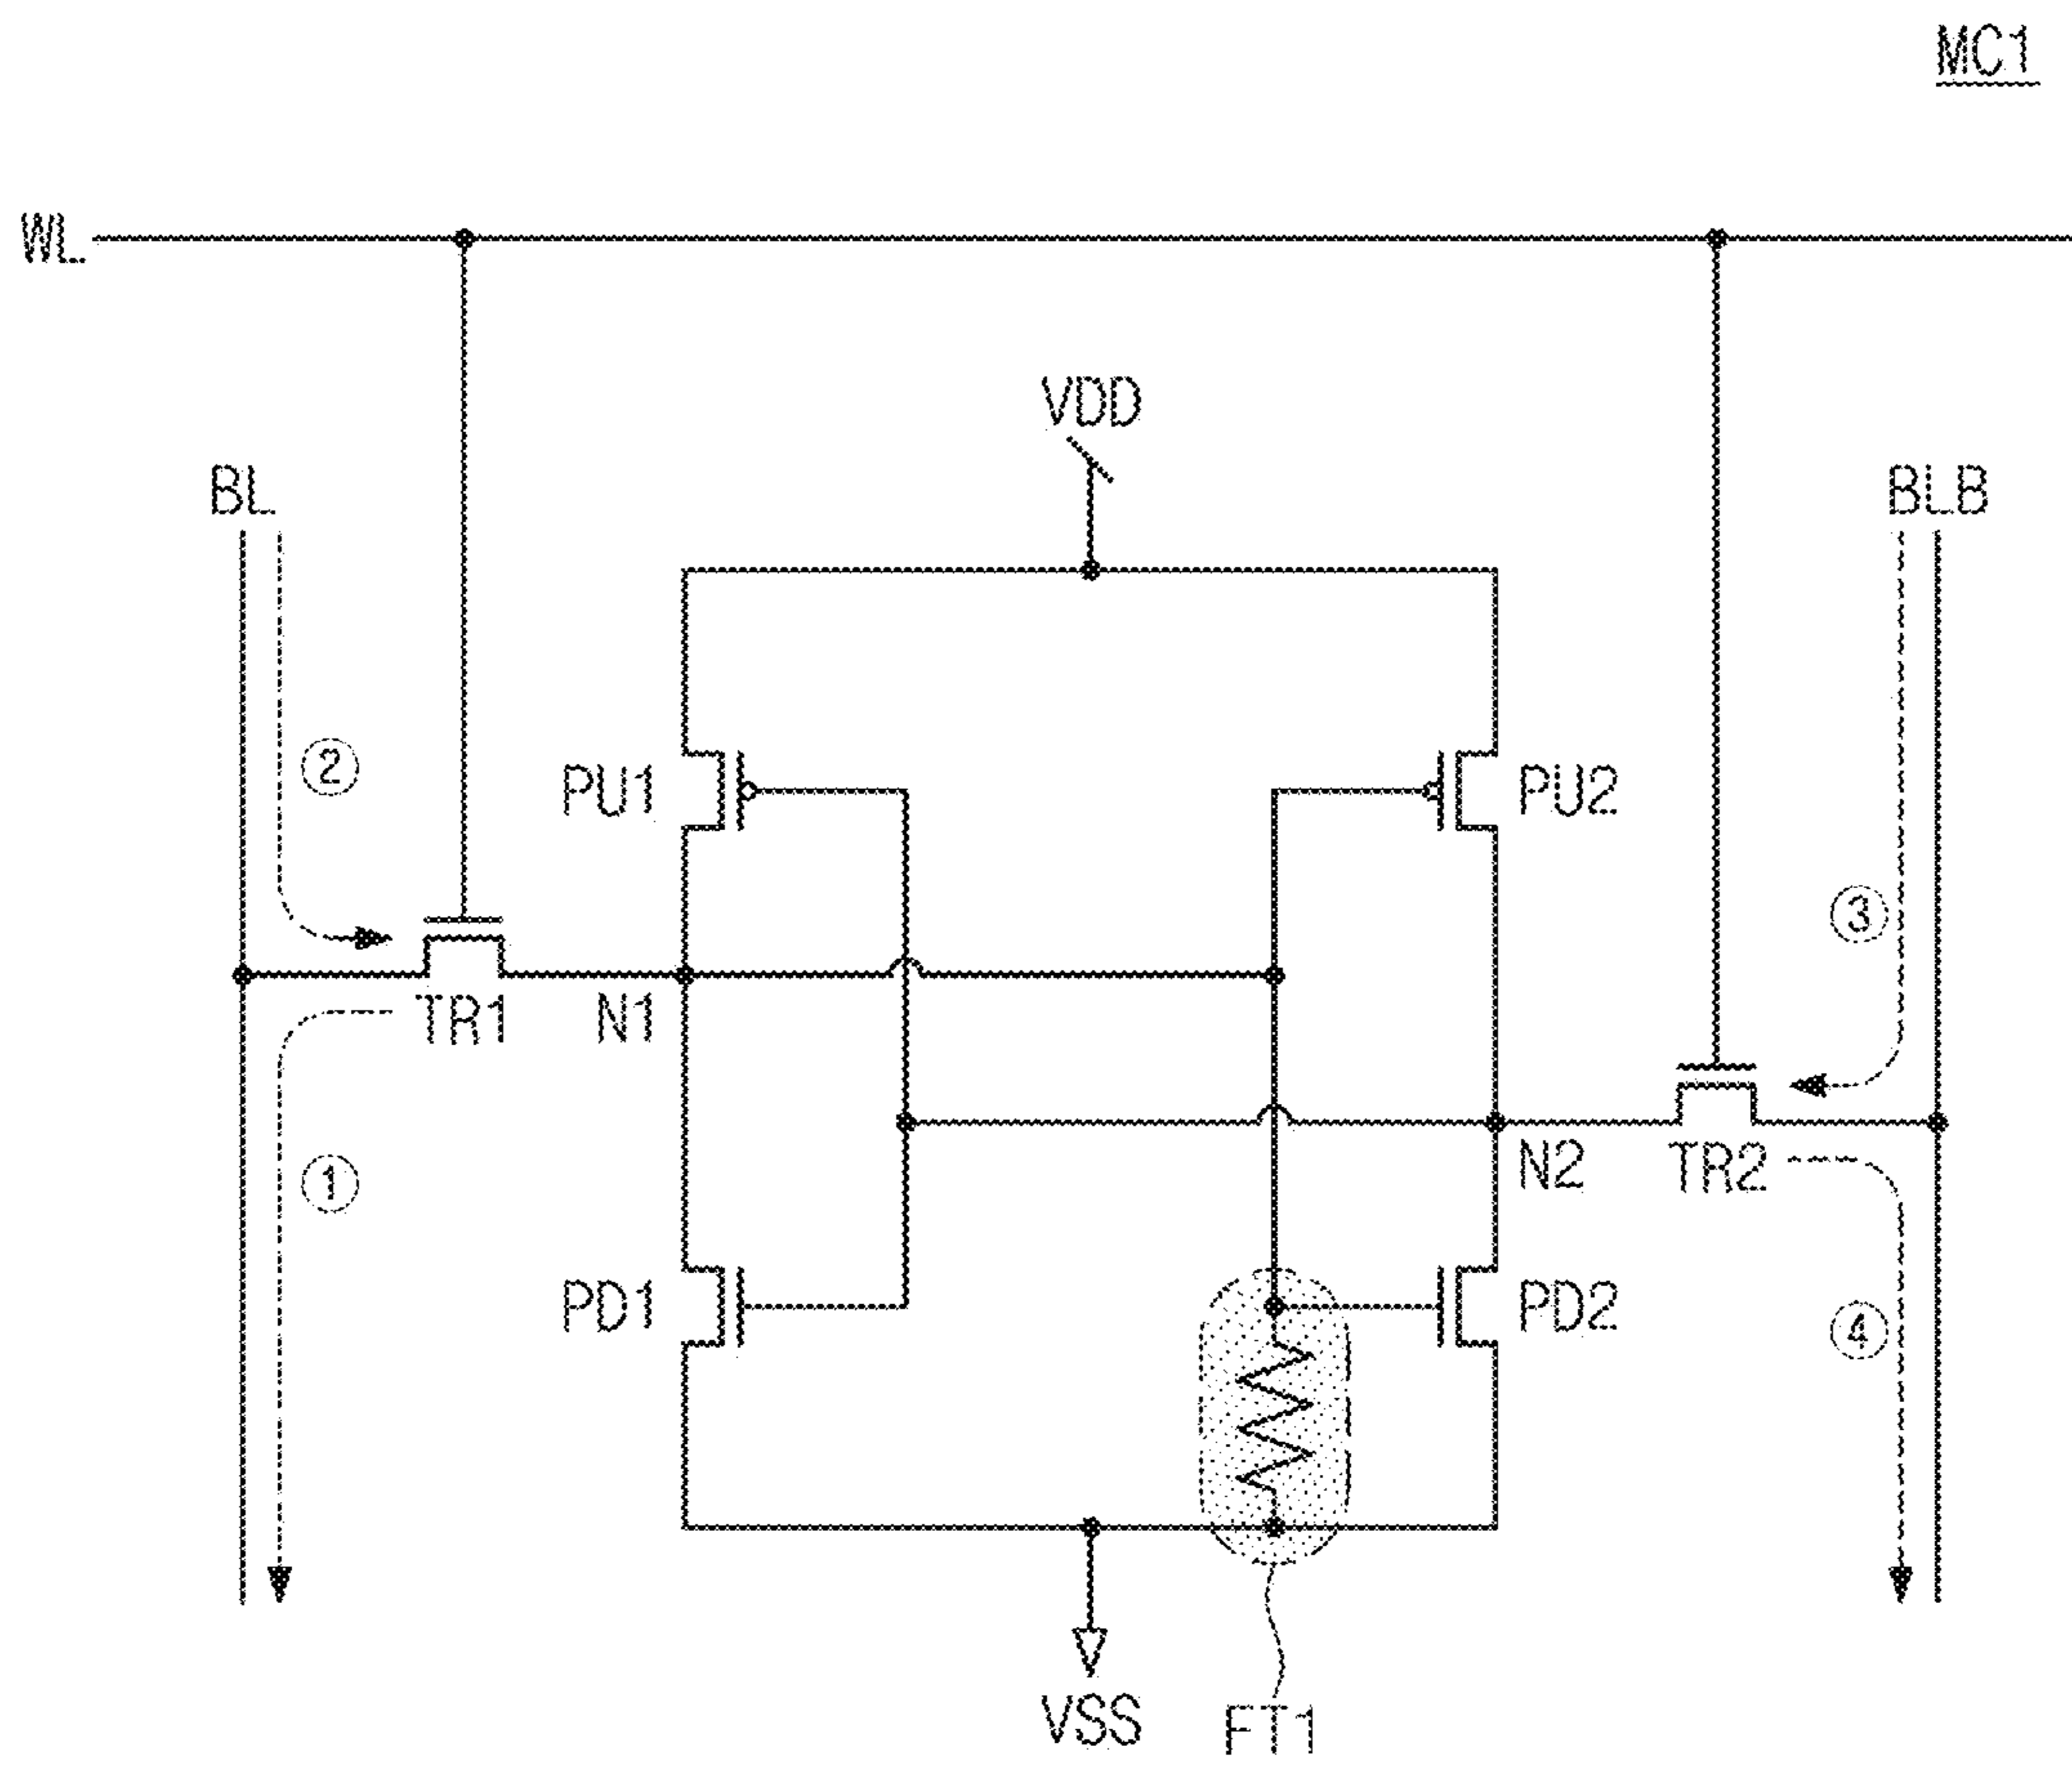 MC1
WL
VDD
BL
BLB
②
PU1
PU2
③
TR1
N1
N2
TR2
①
PD1
PD2
④
VSS
FT1